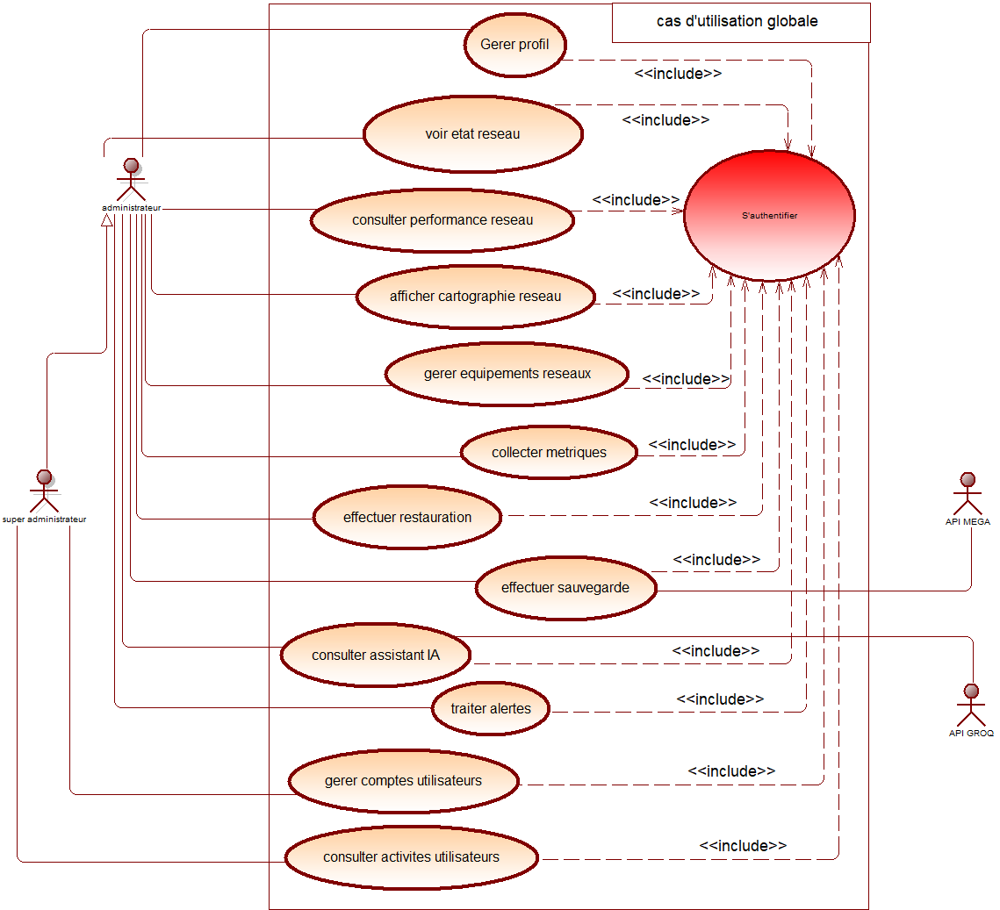 cas d'utilisation globale
Gerer profil
<<include>>
voir etat reseau
<<include>>
administrateur
consulter performance reseau
<<include>>
S'authentifier
afficher cartographie reseau
<<include>>
gerer equipements reseaux
<<include>>
collecter metriques
<<include>>
super administrateur
effectuer restauration
<<include>>
API MEGA
effectuer sauvegarde
<<include>>
consulter assistant IA
<<include>>
traiter alertes
<<include>>
API GROQ
gerer comptes utilisateurs
<<include>>
consulter activites utilisateurs
<<include>>